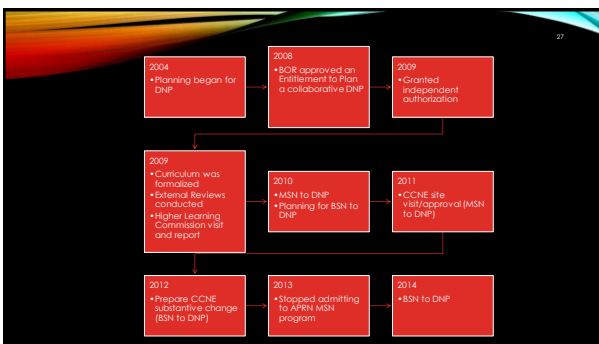 27
2004
•Planning began for
DNP
2008
•BOR approved an
Entitlement to Plan
a collaborative DNP
2009
•Granted
independent
authorization
2009
•Curriculum was
formalized
•External Reviews
conducted
•Higher Learning
Commission visit
and report
2010
•MSN to DNP
•Planning for BSN to
DNP
2011
•CCNE site
visit/approval (MSN
to DNP)
2012
•Prepare CCNE
substantive change
(BSN to DNP)
2013
•Stopped admitting
to APRN MSN
program
2014
•BSN to DNP